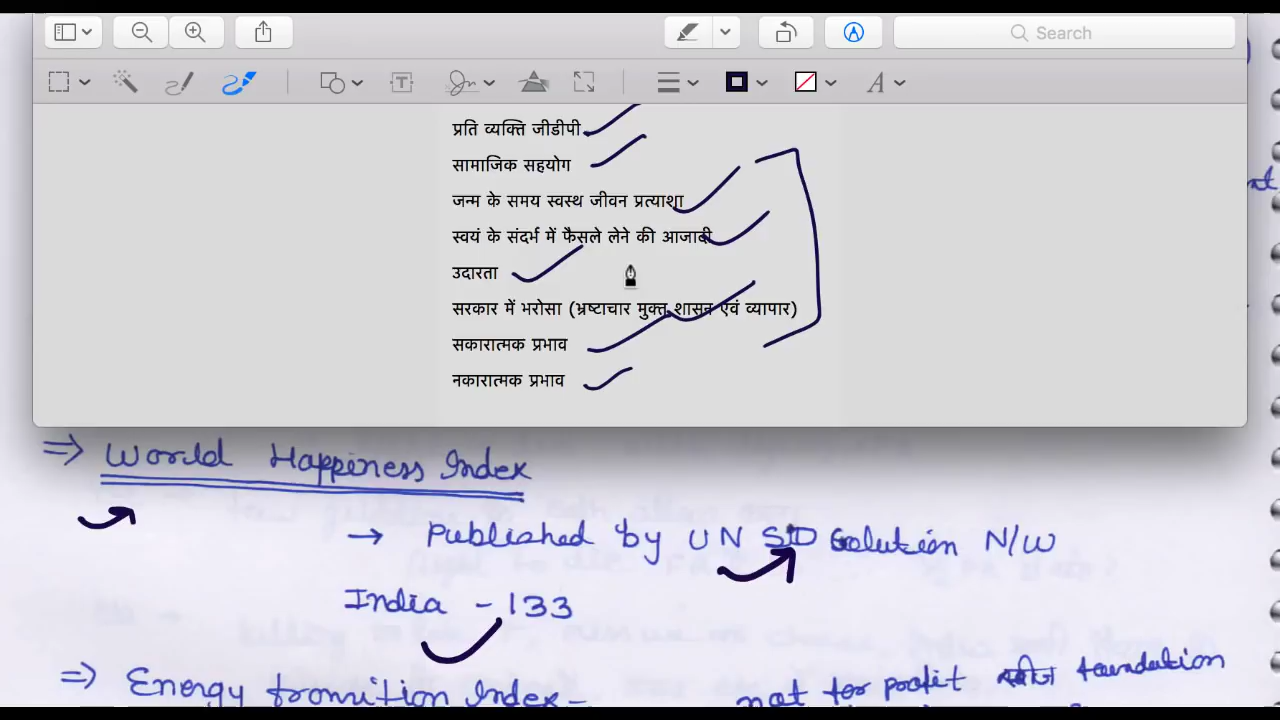 Search
प्रति व्यक्ति जीडीपी
सामाजिक सहयोग
जन्म के समय स्वस्थ जीवन प्रत्याशा
स्वयं के संदर्भ में फैसले लेने की आजादी
उदारता
सरकार में भरोसा (भ्रष्टाचार मुक्त शासन एवं व्यापार)
सकारात्मक प्रभाव
नकारात्मक प्रभाव
⇒ World Happiness Index
→ Published by UN SD Solution N/W
India - 133
⇒ Energy transition Index-
not for profit foundation